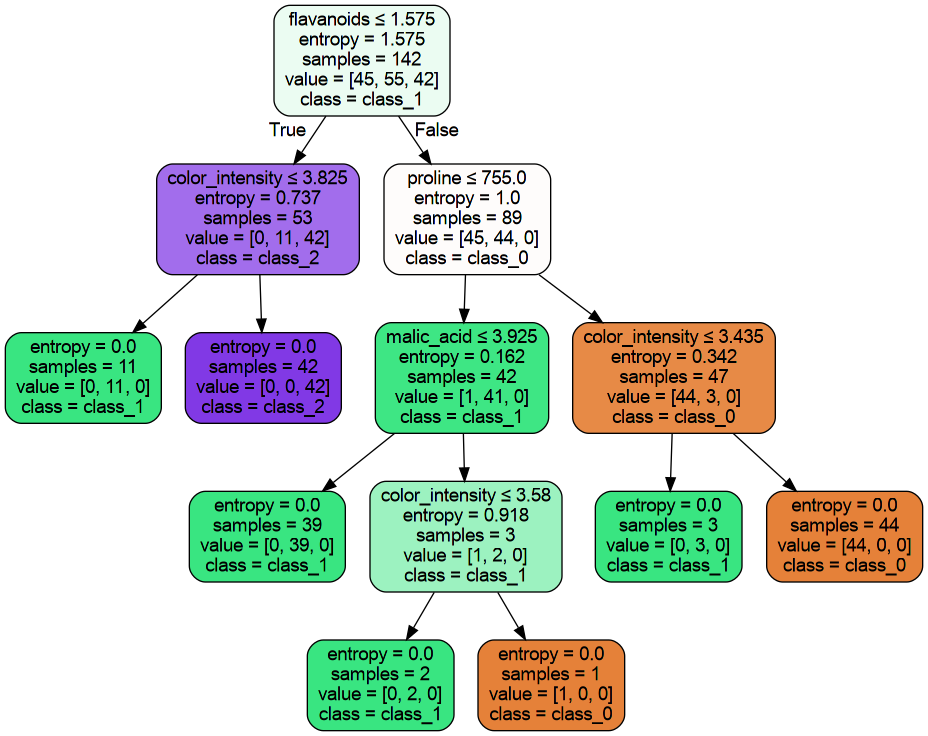 flavanoids ≤ 1.575
entropy = 1.575
samples = 142
value = [45, 55, 42]
class = class_1
True
False
color_intensity ≤ 3.825
entropy = 0.737
samples = 53
value = [0, 11, 42]
class = class_2
proline ≤ 755.0
entropy = 1.0
samples = 89
value = [45, 44, 0]
class = class_0
entropy = 0.0
samples = 11
value = [0, 11, 0]
class = class_1
entropy = 0.0
samples = 42
value = [0, 0, 42]
class = class_2
malic_acid ≤ 3.925
entropy = 0.162
samples = 42
value = [1, 41, 0]
class = class_1
color_intensity ≤ 3.435
entropy = 0.342
samples = 47
value = [44, 3, 0]
class = class_0
entropy = 0.0
samples = 39
value = [0, 39, 0]
class = class_1
color_intensity ≤ 3.58
entropy = 0.918
samples = 3
value = [1, 2, 0]
class = class_1
entropy = 0.0
samples = 3
value = [0, 3, 0]
class = class_1
entropy = 0.0
samples = 44
value = [44, 0, 0]
class = class_0
entropy = 0.0
samples = 2
value = [0, 2, 0]
class = class_1
entropy = 0.0
samples = 1
value = [1, 0, 0]
class = class_0